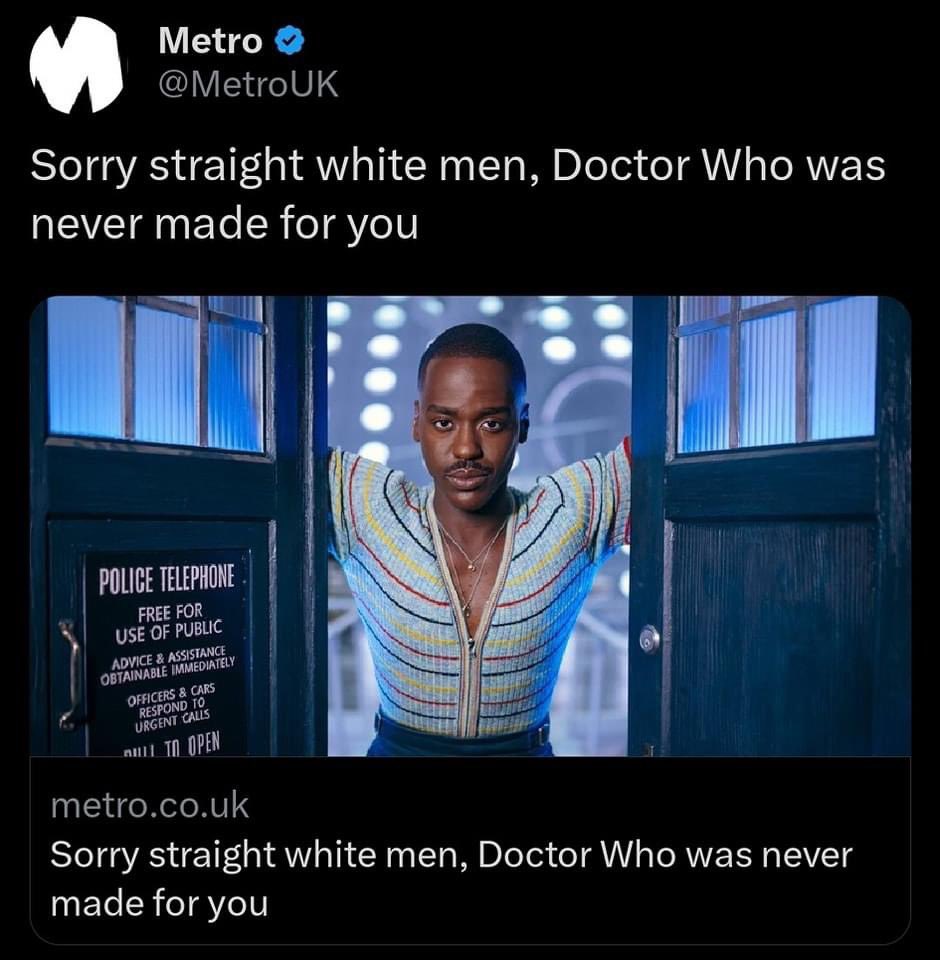 Metro
@MetroUK
Sorry straight white men, Doctor Who was
never made for you
POLICE TELEPHONE
FREE FOR
USE OF PUBLIC
ADVICE & ASSISTANCE
OBTAINABLE IMMEDIATELY
OFFICERS & CARS
RESPOND TO
URGENT CALLS
PULL TO OPEN
metro.co.uk
Sorry straight white men, Doctor Who was never
made for you